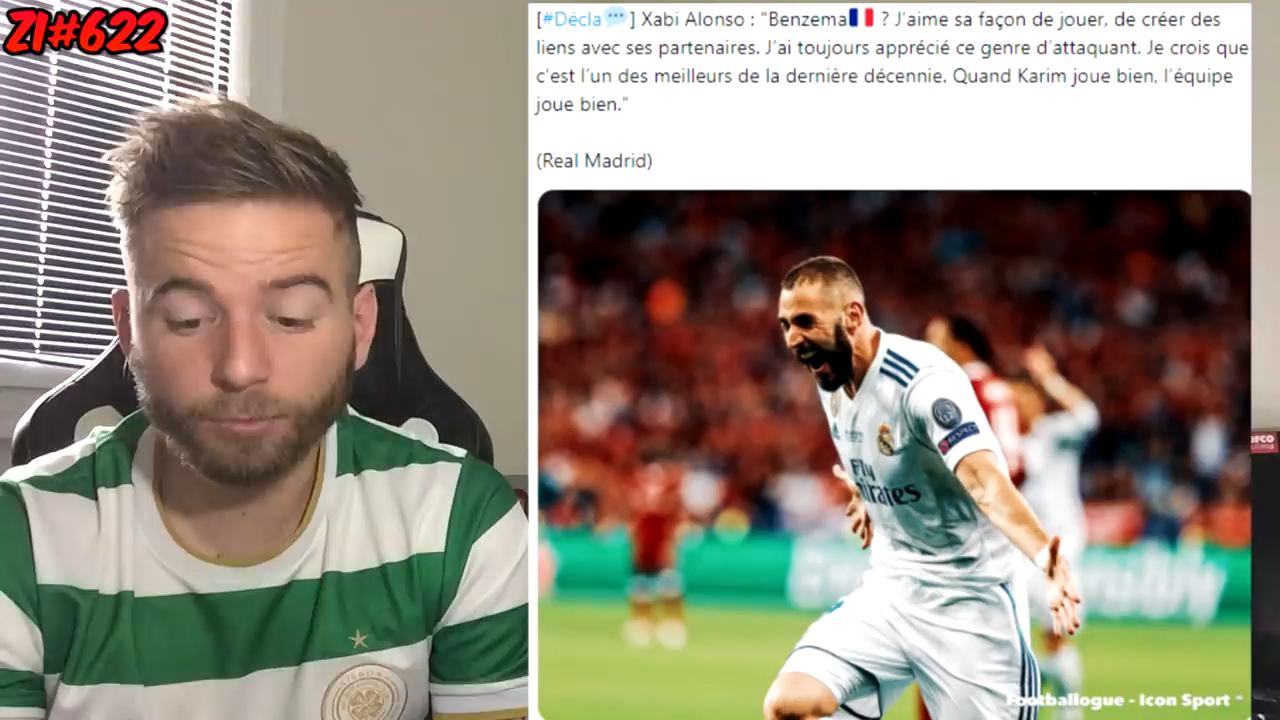 ZI#622
[#Décla💬] Xabi Alonso : "Benzema🇫🇷 ? J'aime sa façon de jouer, de créer des
liens avec ses partenaires. J'ai toujours apprécié ce genre d'attaquant. Je crois que
c'est l'un des meilleurs de la dernière décennie. Quand Karim joue bien, l'équipe
joue bien."
(Real Madrid)
RESPECT
Fly
Emirates
LISBOA
Footballogue - Icon Sport